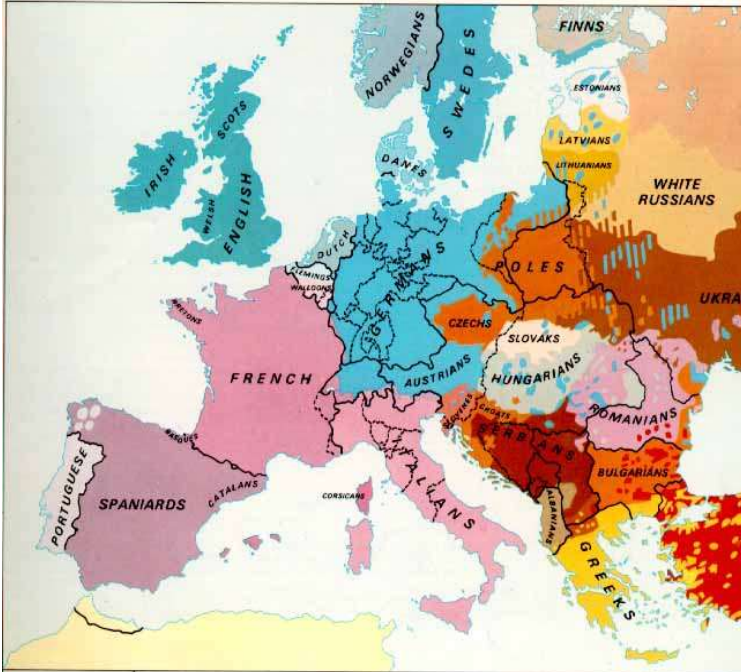 FINNS
NORWEGIANS
SWEDES
ESTONIANS
SCOTS
LATVIANS
DANES
LITHUANIANS
IRISH
WHITE
RUSSIANS
WELSH
ENGLISH
DUTCH
GERMANS
POLES
FLEMINGS
WALLOONS
UKRA
BRETONS
CZECHS
SLOVAKS
FRENCH
AUSTRIANS
HUNGARIANS
SLOVINES
CROATS
ROMANIANS
BASQUES
SERBIANS
ITALIANS
PORTUGUESE
SPANIARDS
CATALANS
BULGARIANS
CORSICANS
ALBANIANS
GREEKS